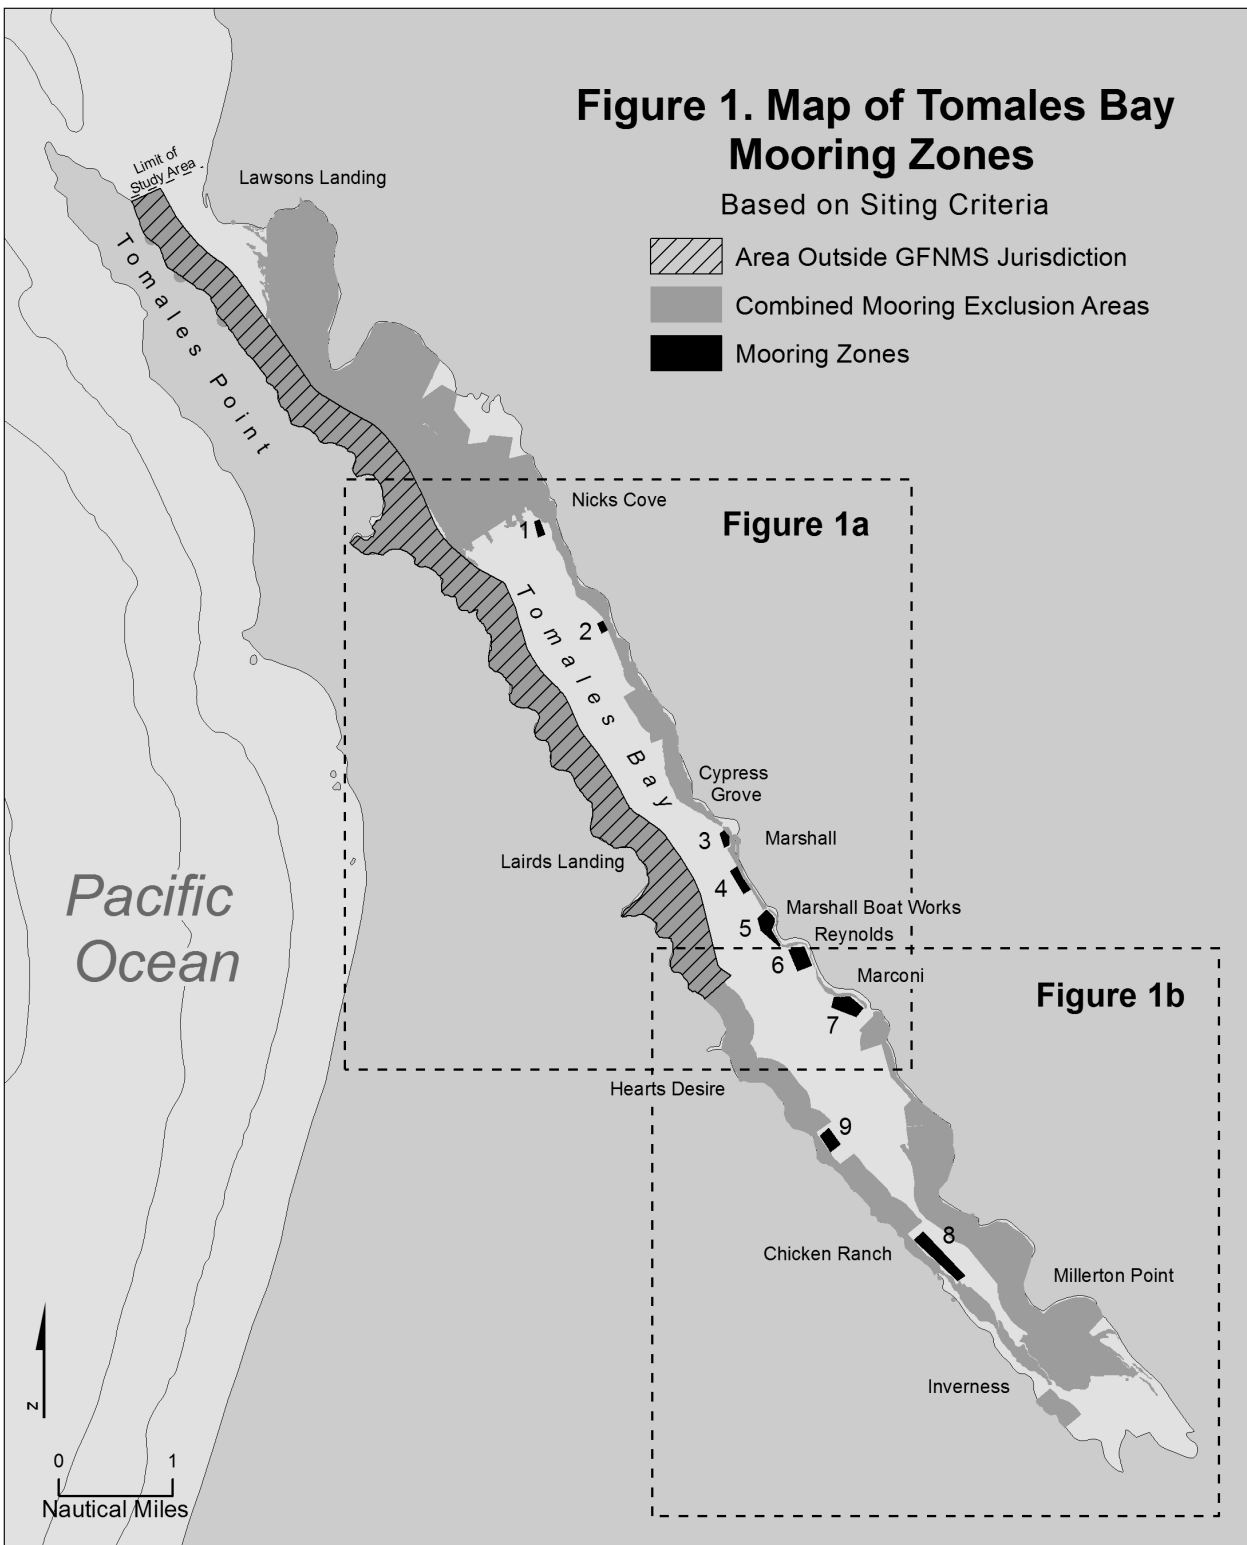 Figure 1. Map of Tomales Bay
Mooring Zones
Based on Siting Criteria
Area Outside GFNMS Jurisdiction
Combined Mooring Exclusion Areas
Mooring Zones
Limit of
Study Area
Lawsons Landing
Tomales Point
Nicks Cove
Figure 1a
1
Tomales Bay
2
Cypress
Grove
3
Marshall
Lairds Landing
4
Marshall Boat Works
5
Reynolds
6
Marconi
Pacific
Ocean
Figure 1b
7
Hearts Desire
9
8
Chicken Ranch
Millerton Point
Inverness
N
0 1
Nautical Miles